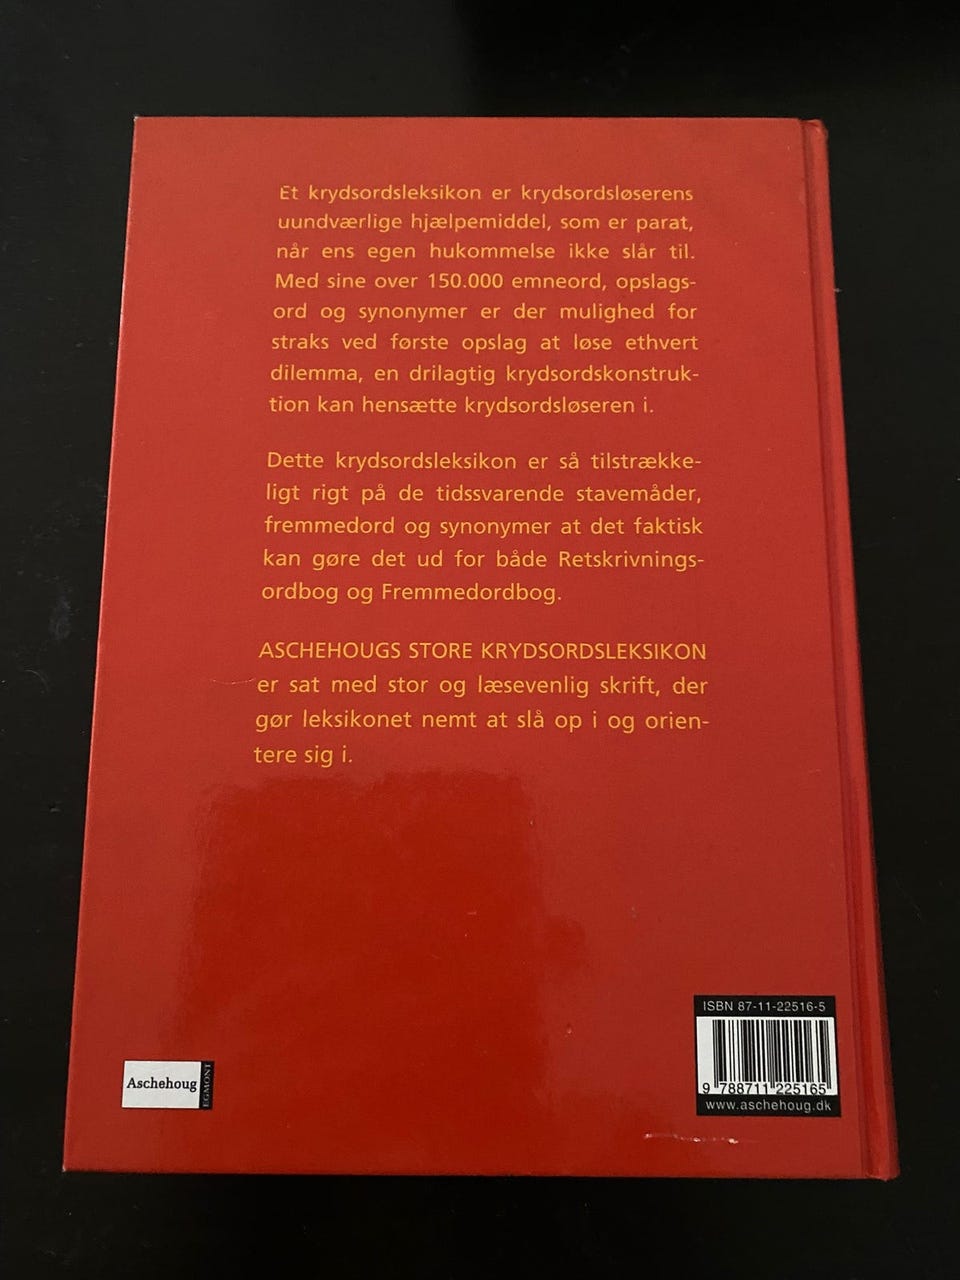 Et krydsordsleksikon er krydsordsløserens
uundværlige hjælpemiddel, som er parat,
når ens egen hukommelse ikke slår til.
Med sine over 150.000 emneord, opslags-
ord og synonymer er der mulighed for
straks ved første opslag at løse ethvert
dilemma, en drilagtig krydsordskonstruk-
tion kan hensætte krydsordsløseren i.
Dette krydsordsleksikon er så tilstrække-
ligt rigt på de tidssvarende stavemåder,
fremmedord og synonymer at det faktisk
kan gøre det ud for både Retskrivnings-
ordbog og Fremmedordbog.
ASCHEHOUGS STORE KRYDSORDSLEKSIKON
er sat med stor og læsevenlig skrift, der
gør leksikonet nemt at slå op i og orien-
tere sig i.
Aschehoug
EGMONT
ISBN 87-11-22516-5
9 788711 225165
www.aschehoug.dk